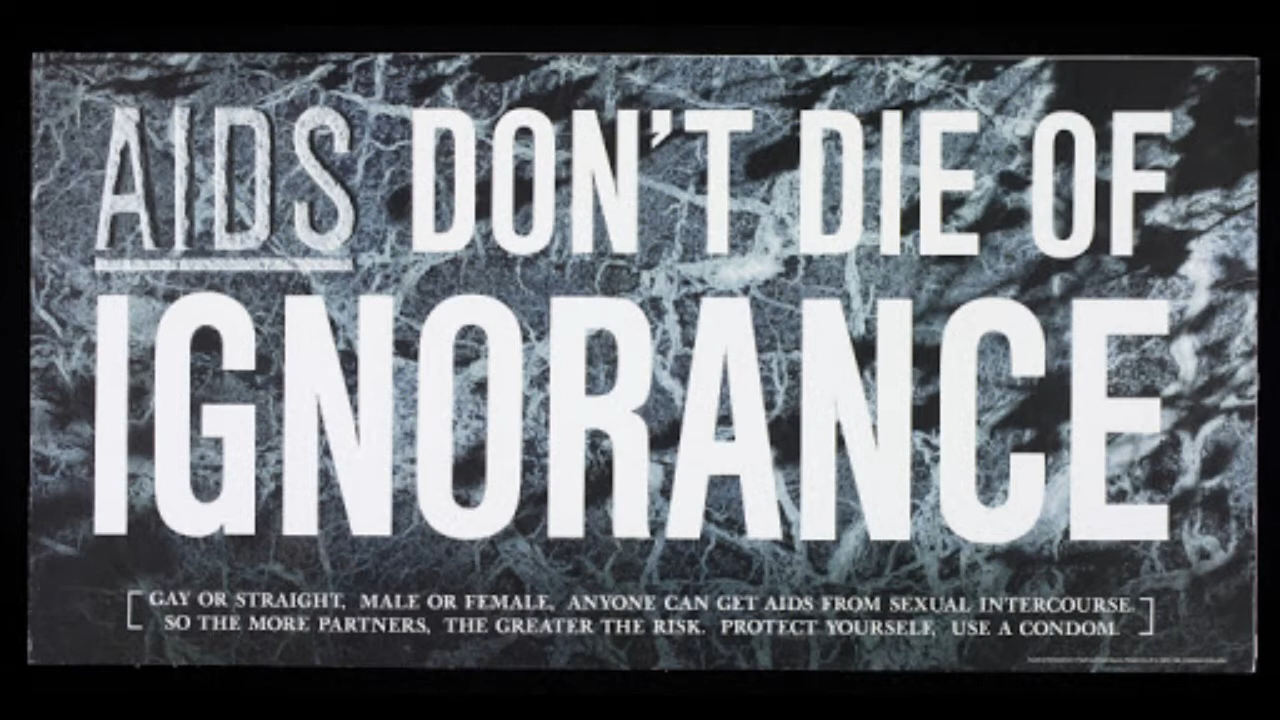 AIDS DON'T DIE OF
IGNORANCE
GAY OR STRAIGHT, MALE OR FEMALE, ANYONE CAN GET AIDS FROM SEXUAL INTERCOURSE.
SO THE MORE PARTNERS, THE GREATER THE RISK. PROTECT YOURSELF, USE A CONDOM.